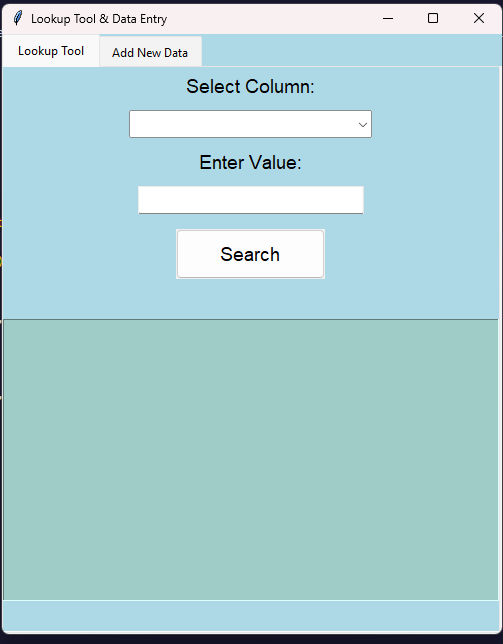 Lookup Tool & Data Entry
Lookup Tool Add New Data
Select Column:
Enter Value:
Search